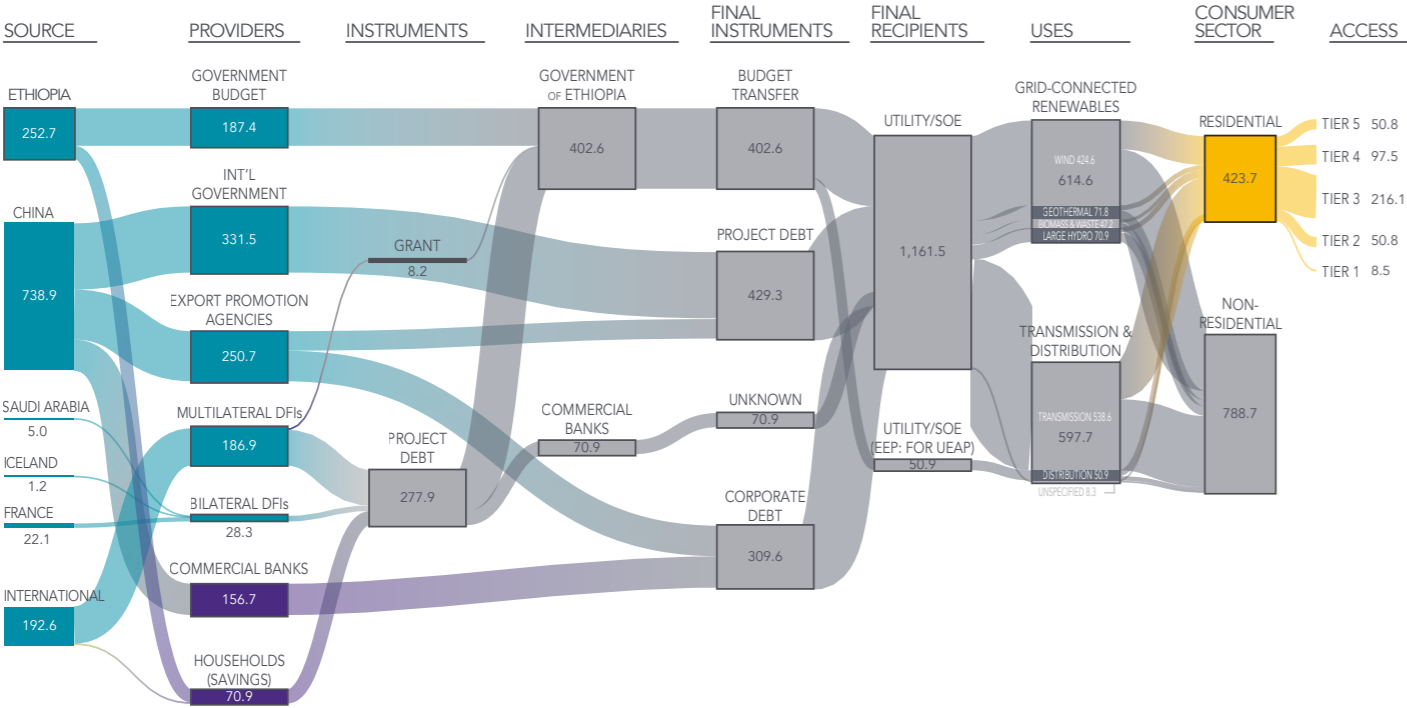 SOURCE
PROVIDERS
INSTRUMENTS
INTERMEDIARIES
FINAL
INSTRUMENTS
FINAL
RECIPIENTS
USES
CONSUMER
SECTOR
ACCESS
ETHIOPIA
252.7
CHINA
738.9
SAUDI ARABIA
5.0
ICELAND
1.2
FRANCE
22.1
INTERNATIONAL
192.6
GOVERNMENT
BUDGET
187.4
INT'L
GOVERNMENT
331.5
EXPORT PROMOTION
AGENCIES
250.7
MULTILATERAL DFIs
186.9
BILATERAL DFIs
28.3
COMMERCIAL BANKS
156.7
HOUSEHOLDS
(SAVINGS)
70.9
GRANT
8.2
PROJECT
DEBT
277.9
GOVERNMENT
OF ETHIOPIA
402.6
COMMERCIAL
BANKS
70.9
BUDGET
TRANSFER
402.6
PROJECT DEBT
429.3
UNKNOWN
70.9
CORPORATE
DEBT
309.6
UTILITY/SOE
1,161.5
UTILITY/SOE
(EEP: FOR UEAP)
50.9
GRID-CONNECTED
RENEWABLES
WIND 424.6
614.6
GEOTHERMAL 71.8
BIOMASS & WASTE 47.2
LARGE HYDRO 70.9
TRANSMISSION &
DISTRIBUTION
TRANSMISSION 538.6
597.7
DISTRIBUTION 50.9
UNSPECIFIED 8.3
RESIDENTIAL
423.7
NON-
RESIDENTIAL
788.7
TIER 5 50.8
TIER 4 97.5
TIER 3 216.1
TIER 2 50.8
TIER 1 8.5